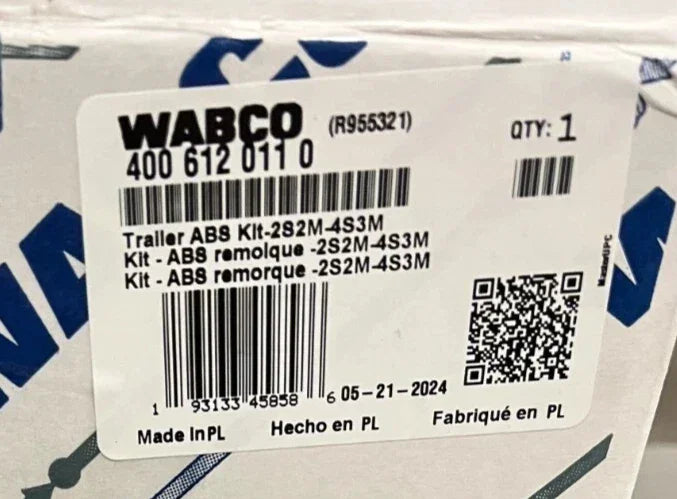 WABCO (R955321)
400 612 011 0
QTY: 1
Trailer ABS Kit-2S2M-4S3M
Kit - ABS remolque -2S2M-4S3M
Kit - ABS remorque -2S2M-4S3M
MasterUPC
1 93133 45858 6
05-21-2024
Made in PL Hecho en PL Fabriqué en PL